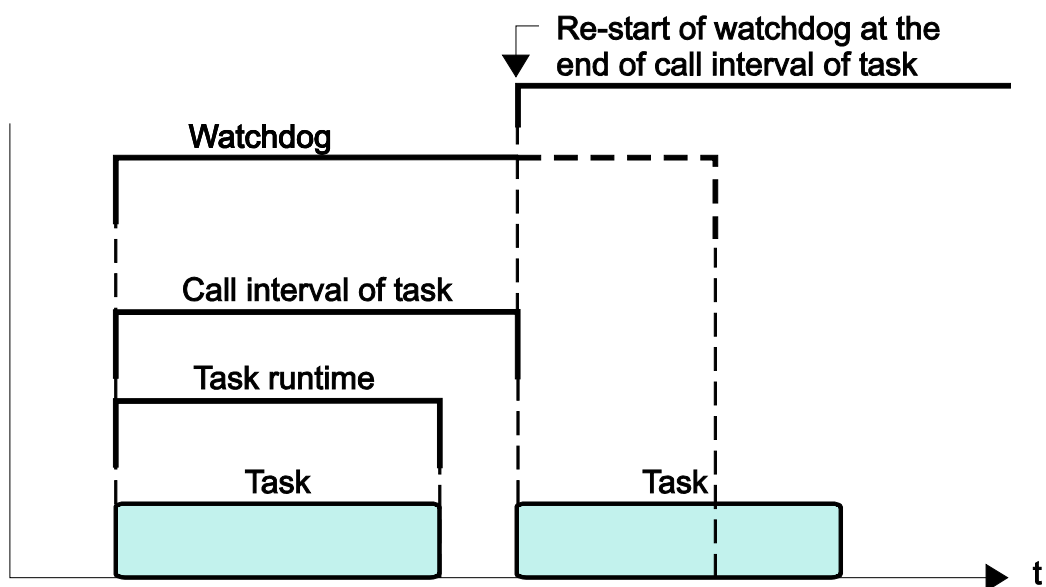 Re-start of watchdog at the
end of call interval of task
Watchdog
Call interval of task
Task runtime
Task
Task
t